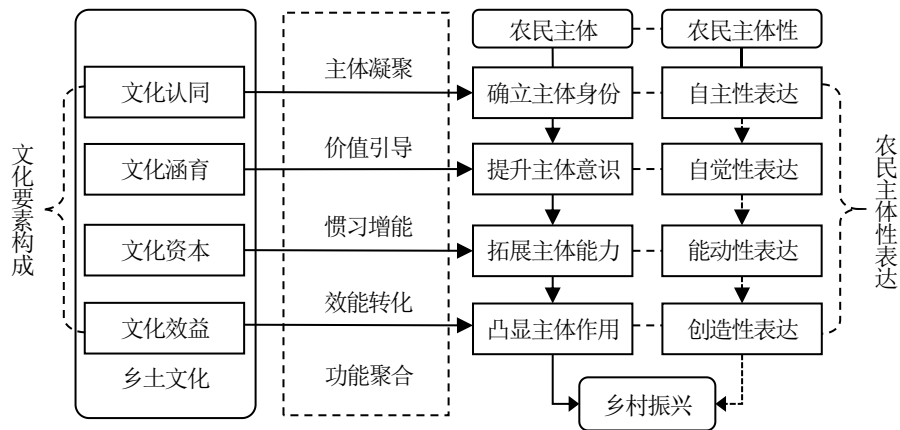 农民主体
农民主体性
主体凝聚
文化认同
确立主体身份
自主性表达
价值引导
文化涵育
提升主体意识
自觉性表达
文化要素构成
农民主体性表达
惯习增能
文化资本
拓展主体能力
能动性表达
效能转化
文化效益
凸显主体作用
创造性表达
乡土文化
功能聚合
乡村振兴